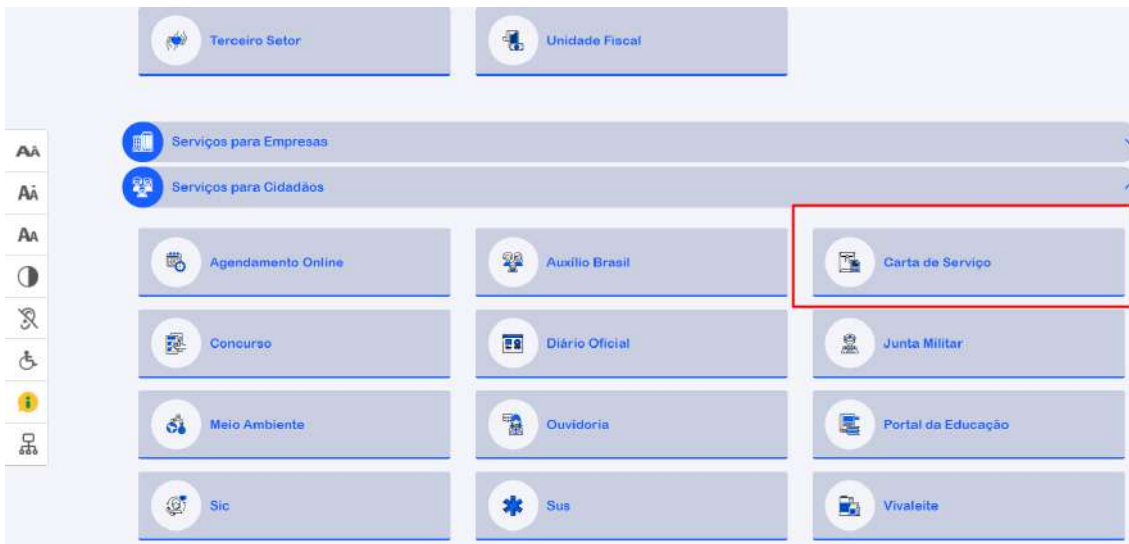 Terceiro Setor
Unidade Fiscal
Serviços para Empresas
Serviços para Cidadãos
Agendamento Online
Auxílio Brasil
Carta de Serviço
Concurso
Diário Oficial
Junta Militar
Meio Ambiente
Ouvidoria
Portal da Educação
Sic
Sus
Vivaleite
AA
AA
AA